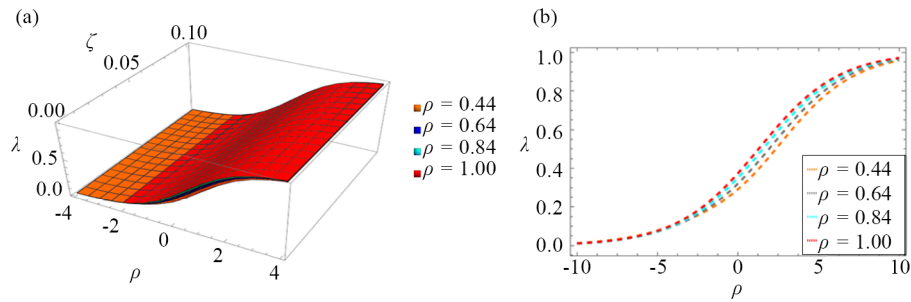 (a)
ζ
0.10
0.05
0.00
λ
0.5
0.0
-4
-2
0
2
4
ρ
ρ = 0.44
ρ = 0.64
ρ = 0.84
ρ = 1.00
(b)
1.0
0.8
0.6
λ
0.4
0.2
0.0
-10
-5
0
5
10
ρ
ρ = 0.44
ρ = 0.64
ρ = 0.84
ρ = 1.00